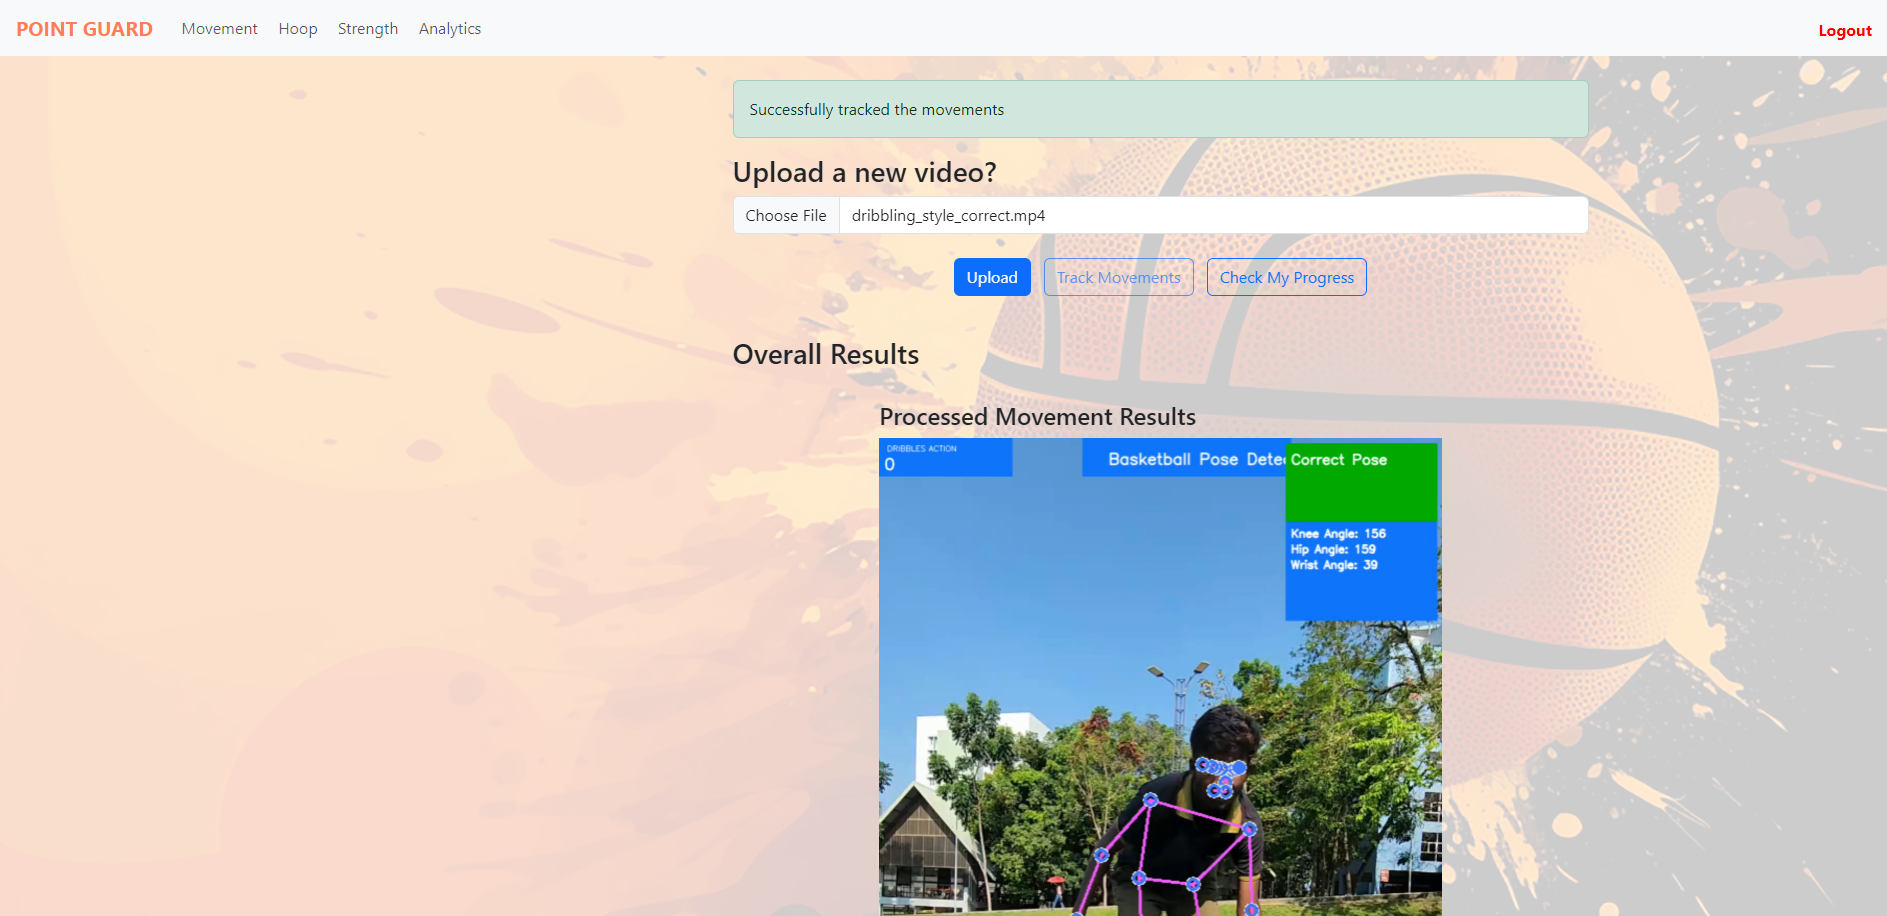 POINT GUARD Movement Hoop Strength Analytics Logout
Successfully tracked the movements
Upload a new video?
Choose File dribbling_style_correct.mp4
Upload Track Movements Check My Progress
Overall Results
Processed Movement Results
DRIBBLES ACTION
0
Basketball Pose
Correct Pose
Knee Angle: 156
Hip Angle: 159
Wrist Angle: 39